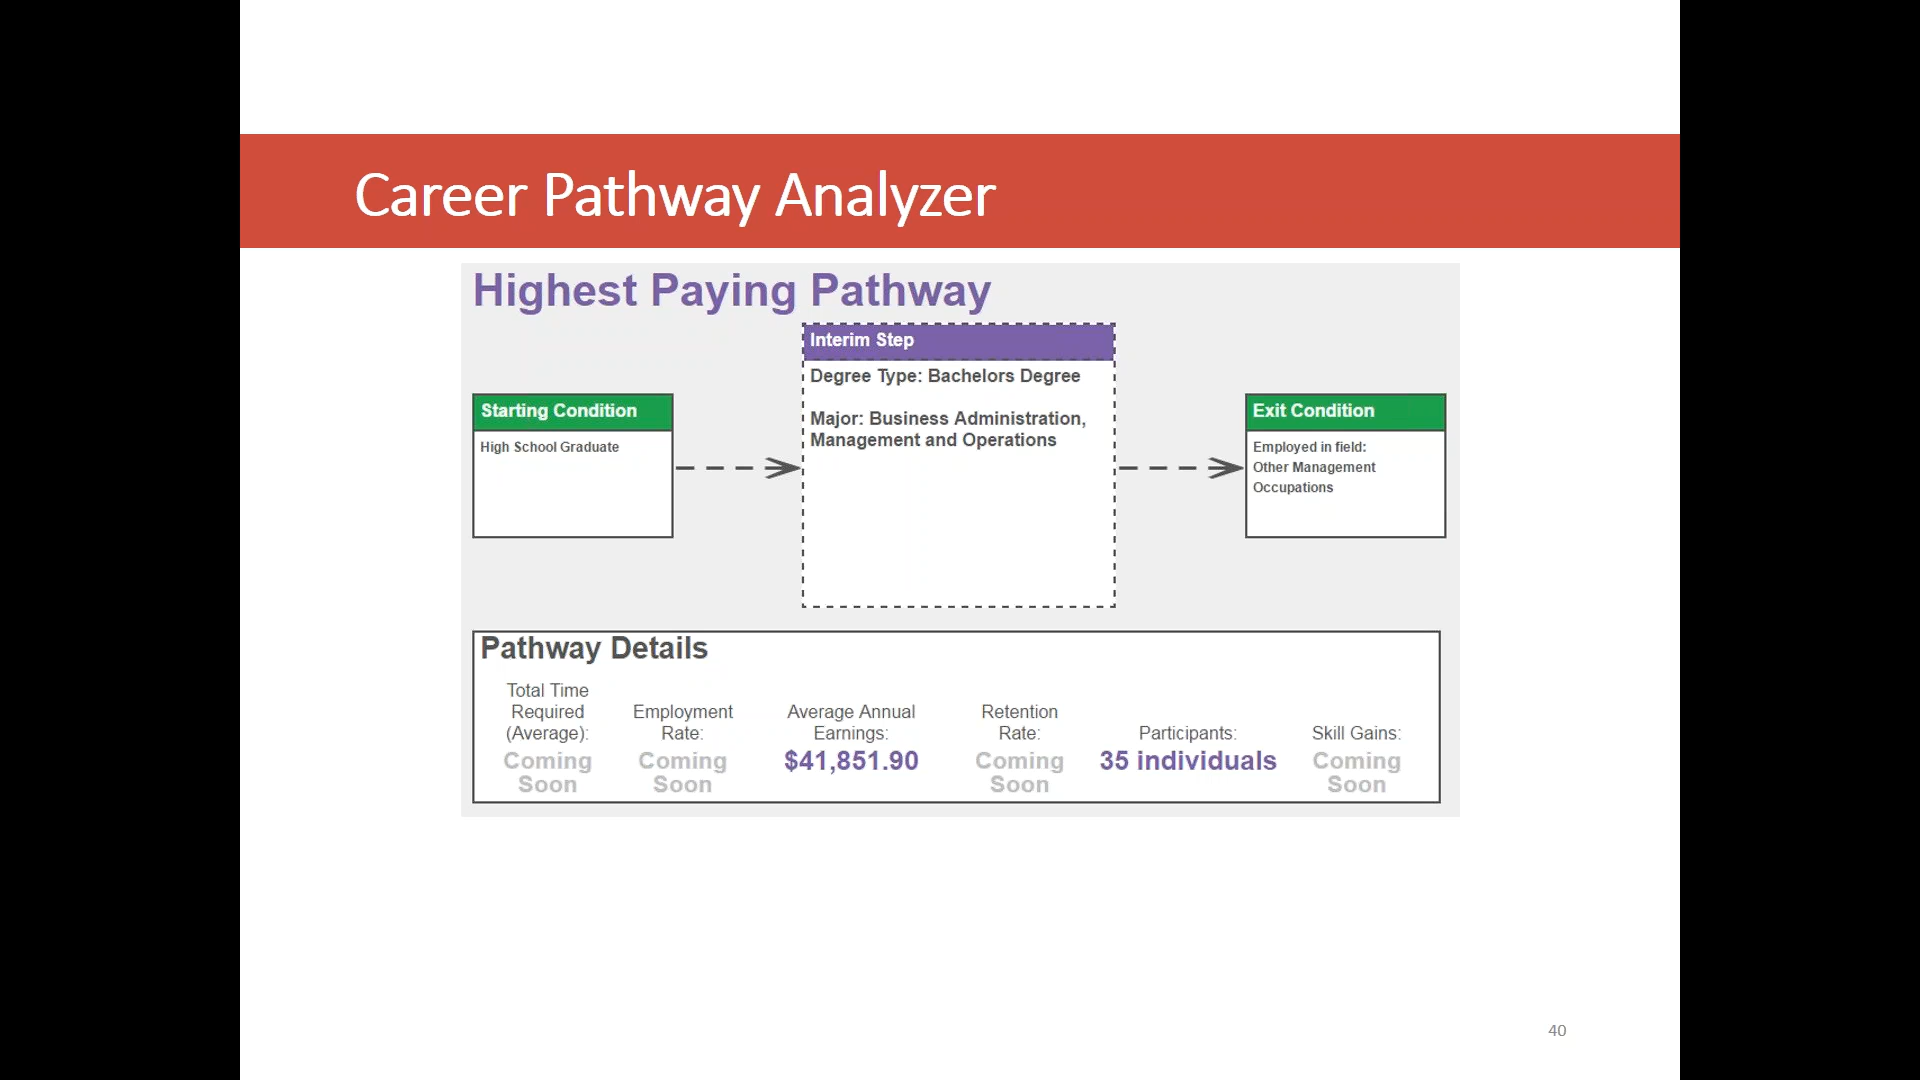 Career Pathway Analyzer
Highest Paying Pathway
Starting Condition
High School Graduate
Interim Step
Degree Type: Bachelors Degree
Major: Business Administration,
Management and Operations
Exit Condition
Employed in field:
Other Management
Occupations
Pathway Details
Total Time
Required
(Average):
Coming
Soon
Employment
Rate:
Coming
Soon
Average Annual
Earnings:
$41,851.90
Retention
Rate:
Coming
Soon
Participants:
35 individuals
Skill Gains:
Coming
Soon
40